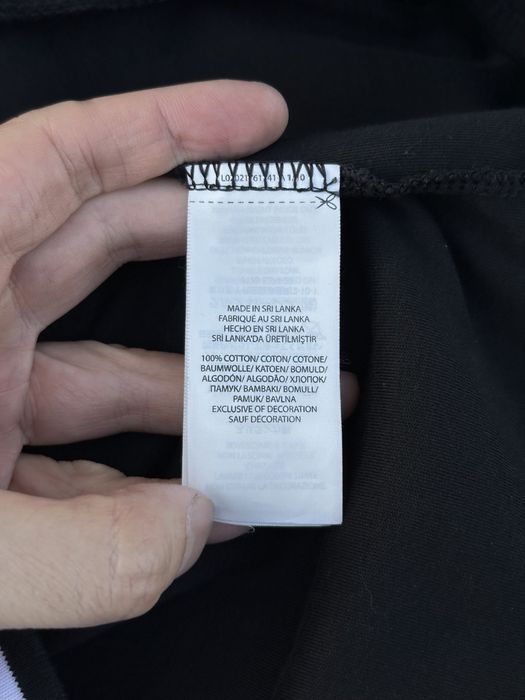 MADE IN SRI LANKA
FABRIQUÉ AU SRI LANKA
HECHO EN SRI LANKA
SRİ LANKA'DA ÜRETİLMİŞTİR
100% COTTON/ COTON/ COTONE/
BAUMWOLLE/ KATOEN/ BOMULD/
ALGODÓN/ ALGODÃO/ ХЛОПОК/
ПАМУК/ BAMBAKI/ BOMULL/
PAMUK/ BAVLNA
EXCLUSIVE OF DECORATION
SAUF DÉCORATION